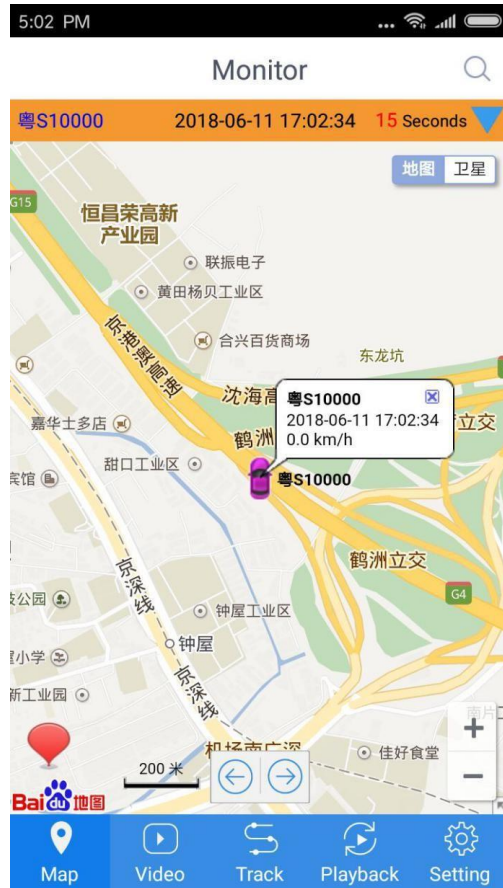 5:02 PM
Monitor
粤S10000 2018-06-11 17:02:34 15 Seconds
地图 卫星
G15
恒昌荣高新
产业园
联振电子
黄田杨贝工业区
京港澳高速
合兴百货商场
东龙坑
沈海高
粤S10000
2018-06-11 17:02:34
0.0 km/h
立交
嘉华士多店
鹤洲
甜口工业区
宾馆
粤S10000
鹤洲立交
京深线
G4
公园
钟屋工业区
小学
钟屋
新工业园
京深线
南片
+
佳好食堂
200 米
机场南广深
−
Bai du 地图
Map Video Track Playback Setting